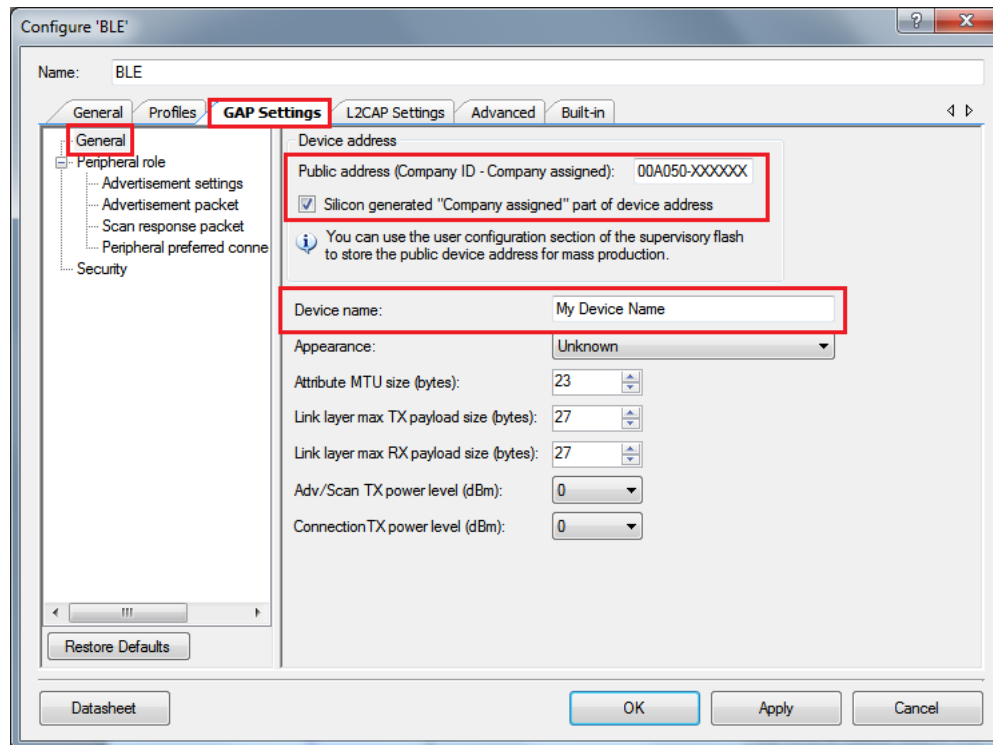 Configure 'BLE'
Name: BLE
General Profiles GAP Settings L2CAP Settings Advanced Built-in
General
Peripheral role
Advertisement settings
Advertisement packet
Scan response packet
Peripheral preferred conne
Security
Restore Defaults
Device address
Public address (Company ID - Company assigned): 00A050-XXXXXX
Silicon generated "Company assigned" part of device address
You can use the user configuration section of the supervisory flash
to store the public device address for mass production.
Device name: My Device Name
Appearance: Unknown
Attribute MTU size (bytes): 23
Link layer max TX payload size (bytes): 27
Link layer max RX payload size (bytes): 27
Adv/Scan TX power level (dBm): 0
Connection TX power level (dBm): 0
Datasheet OK Apply Cancel